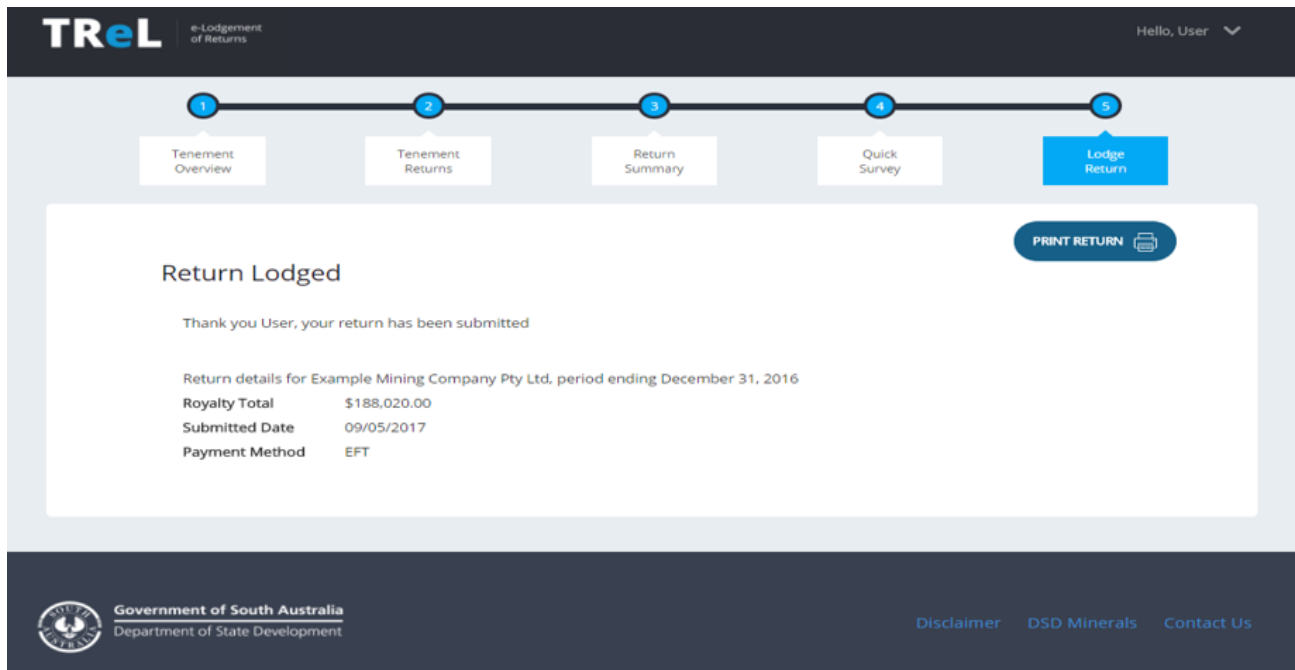 TReL e-Lodgement
of Returns
Hello, User
1 2 3 4 5
Tenement
Overview
Tenement
Returns
Return
Summary
Quick
Survey
Lodge
Return
PRINT RETURN
Return Lodged
Thank you User, your return has been submitted
Return details for Example Mining Company Pty Ltd, period ending December 31, 2016
Royalty Total $188,020.00
Submitted Date 09/05/2017
Payment Method EFT
SOUTH
AUSTRALIA
Government of South Australia
Department of State Development
Disclaimer DSD Minerals Contact Us